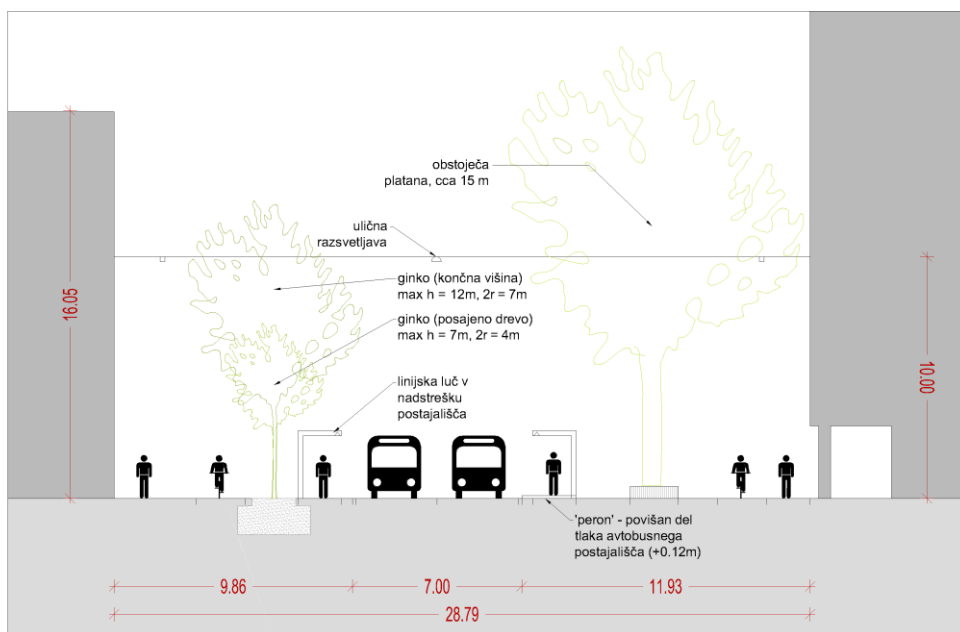 obstoječa
platana, cca 15 m
ulična
razsvetljava
ginko (končna višina)
max h = 12m, 2r = 7m
ginko (posajeno drevo)
max h = 7m, 2r = 4m
linijska luč v
nadstrešku
postajališča
16.05
10.00
'peron' - povišan del
tlaka avtobusnega
postajališča (+0.12m)
9.86
7.00
11.93
28.79